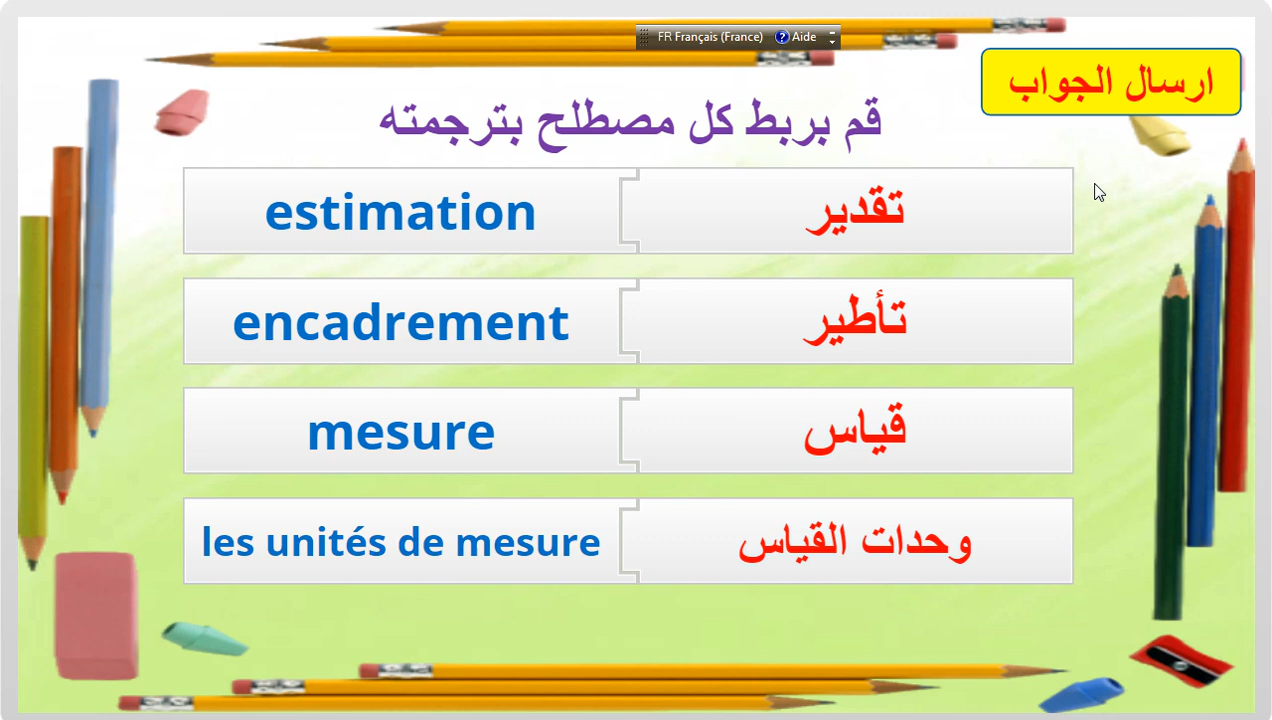 FR Français (France) ? Aide
ارسال الجواب
قم بربط كل مصطلح بترجمته
estimation تقدير
encadrement تأطير
mesure قياس
les unités de mesure وحدات القياس